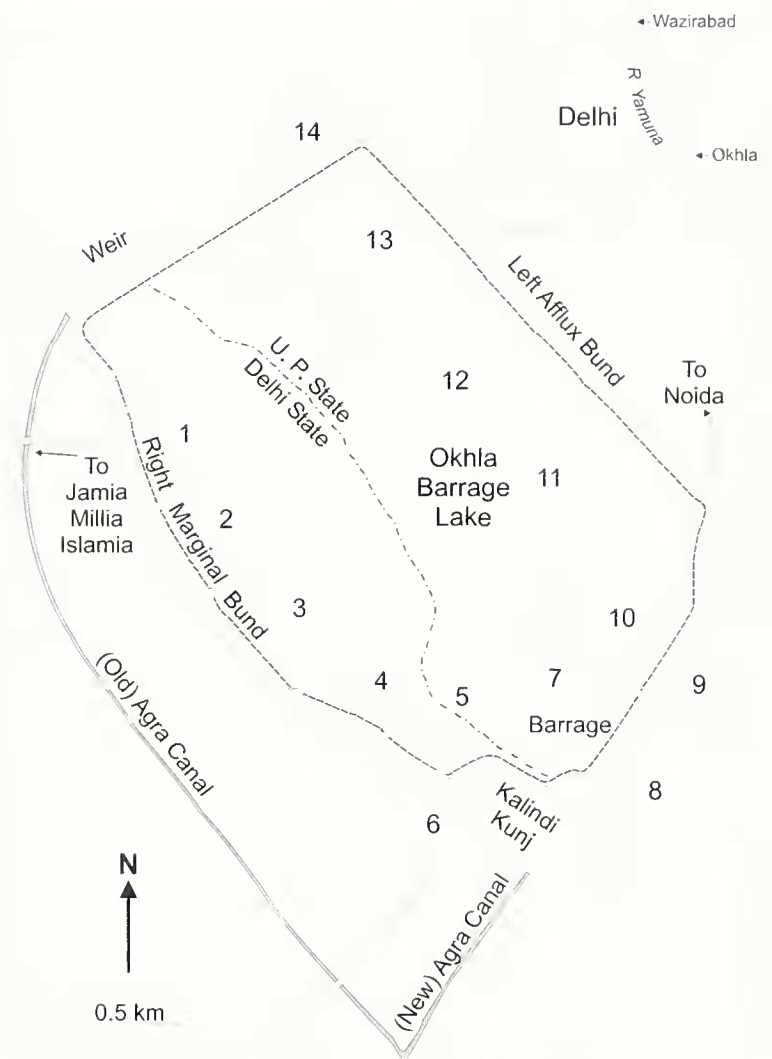 Wazirabad
R Yamuna
Delhi
Okhla
14
Weir
13
Left Afflux Bund
U. P. State
Delhi State
12
To
Noida
1
Okhla
Barrage
Lake
11
To
Jamia
Millia
Islamia
Right Marginal Bund
2
3
10
4
5
7
9
Barrage
(Old) Agra Canal
8
Kalindi
Kunj
6
N
(New) Agra Canal
0.5 km